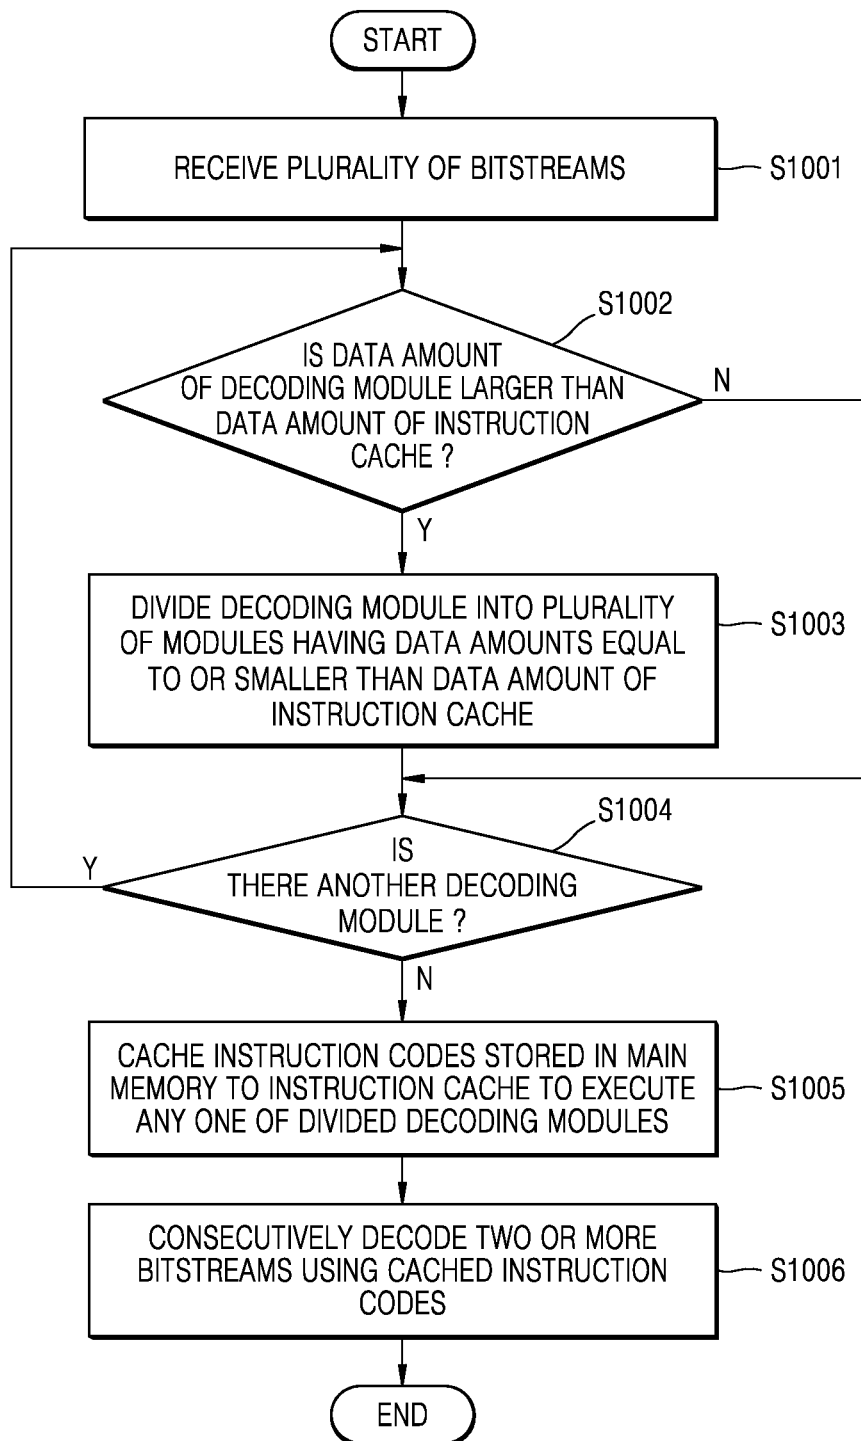 START
RECEIVE PLURALITY OF BITSTREAMS
S1001
S1002
IS DATA AMOUNT
OF DECODING MODULE LARGER THAN
DATA AMOUNT OF INSTRUCTION
CACHE ?
N
Y
DIVIDE DECODING MODULE INTO PLURALITY
OF MODULES HAVING DATA AMOUNTS EQUAL
TO OR SMALLER THAN DATA AMOUNT OF
INSTRUCTION CACHE
S1003
S1004
IS
THERE ANOTHER DECODING
MODULE ?
Y
N
CACHE INSTRUCTION CODES STORED IN MAIN
MEMORY TO INSTRUCTION CACHE TO EXECUTE
ANY ONE OF DIVIDED DECODING MODULES
S1005
CONSECUTIVELY DECODE TWO OR MORE
BITSTREAMS USING CACHED INSTRUCTION
CODES
S1006
END